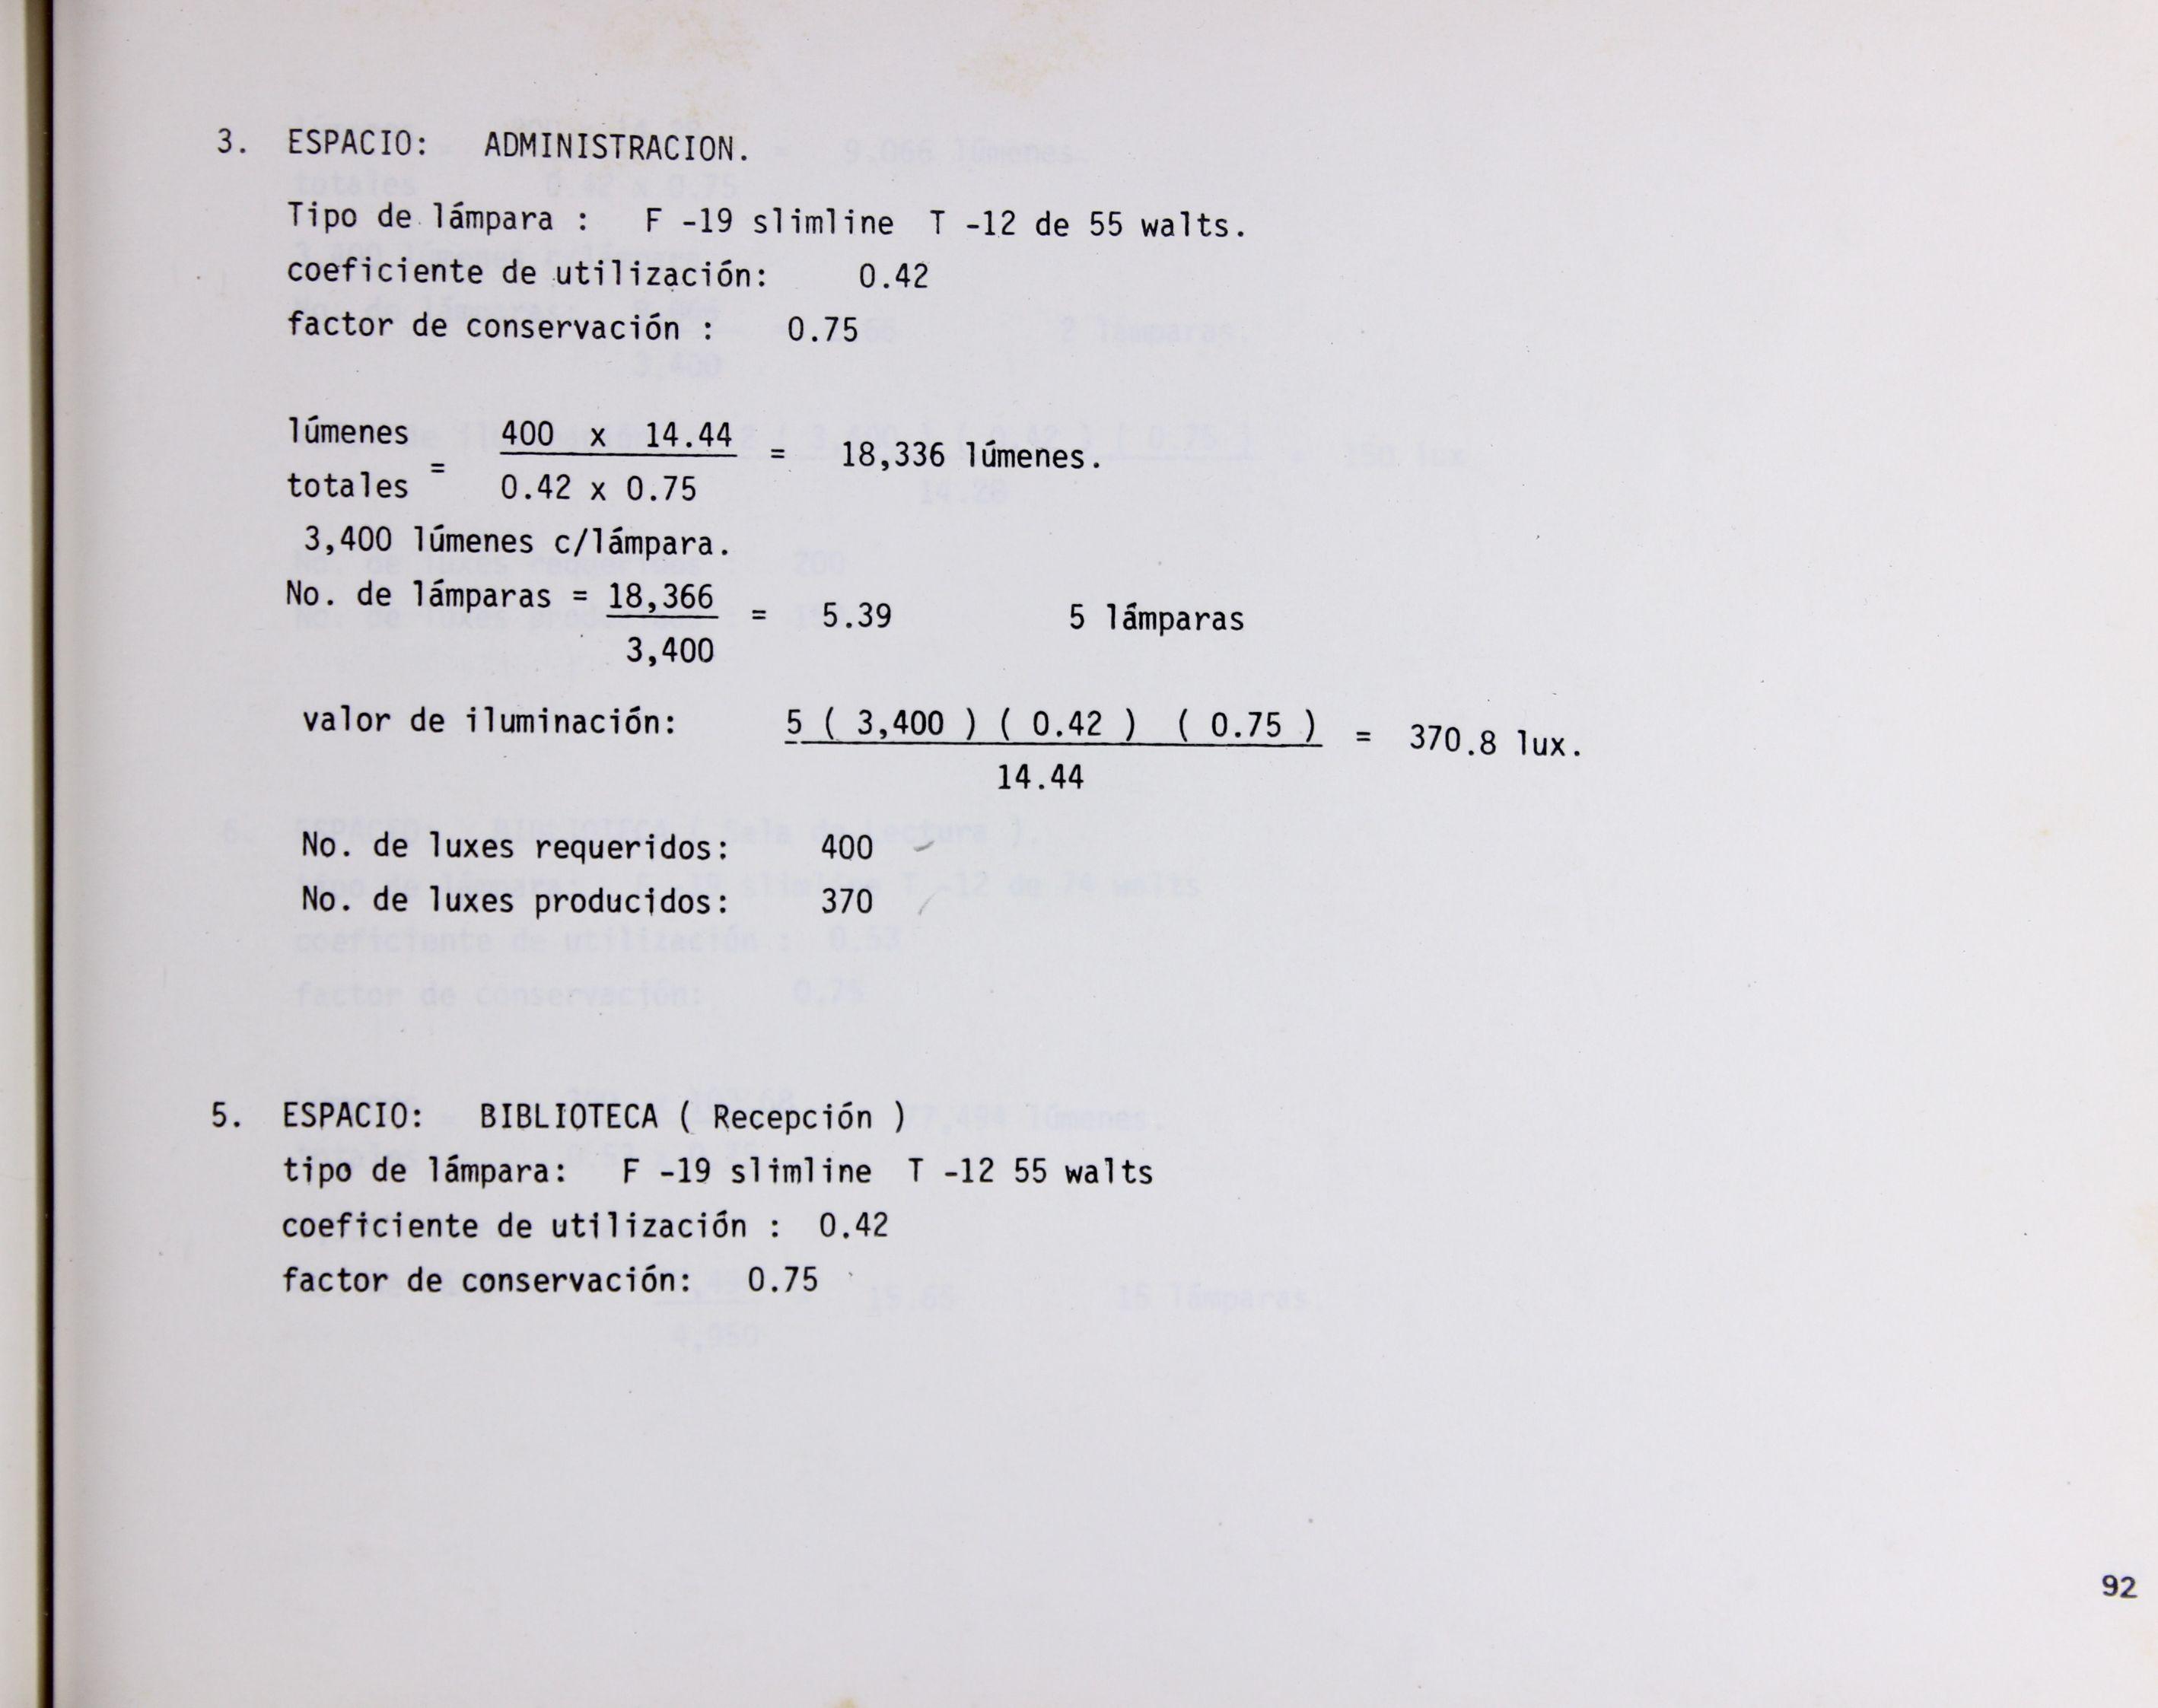 3. ESPACIO: ADMINISTRACION.
Tipo de lámpara : F -19 slimline T -12 de 55 walts.
coeficiente de utilización: 0.42
factor de conservación : 0.75
lúmenes totales = 400 x 14.44 = 18,336 lúmenes.
0.42 x 0.75
3,400 lúmenes c/lámpara.
No. de lámparas = 18,366 = 5.39 5 lámparas
3,400
valor de iluminación: 5 ( 3,400 ) ( 0.42 ) ( 0.75 ) = 370.8 lux.
14.44
No. de luxes requeridos: 400
No. de luxes producidos: 370
5. ESPACIO: BIBLIOTECA ( Recepción )
tipo de lámpara: F -19 slimline T -12 55 walts
coeficiente de utilización : 0.42
factor de conservación: 0.75
92